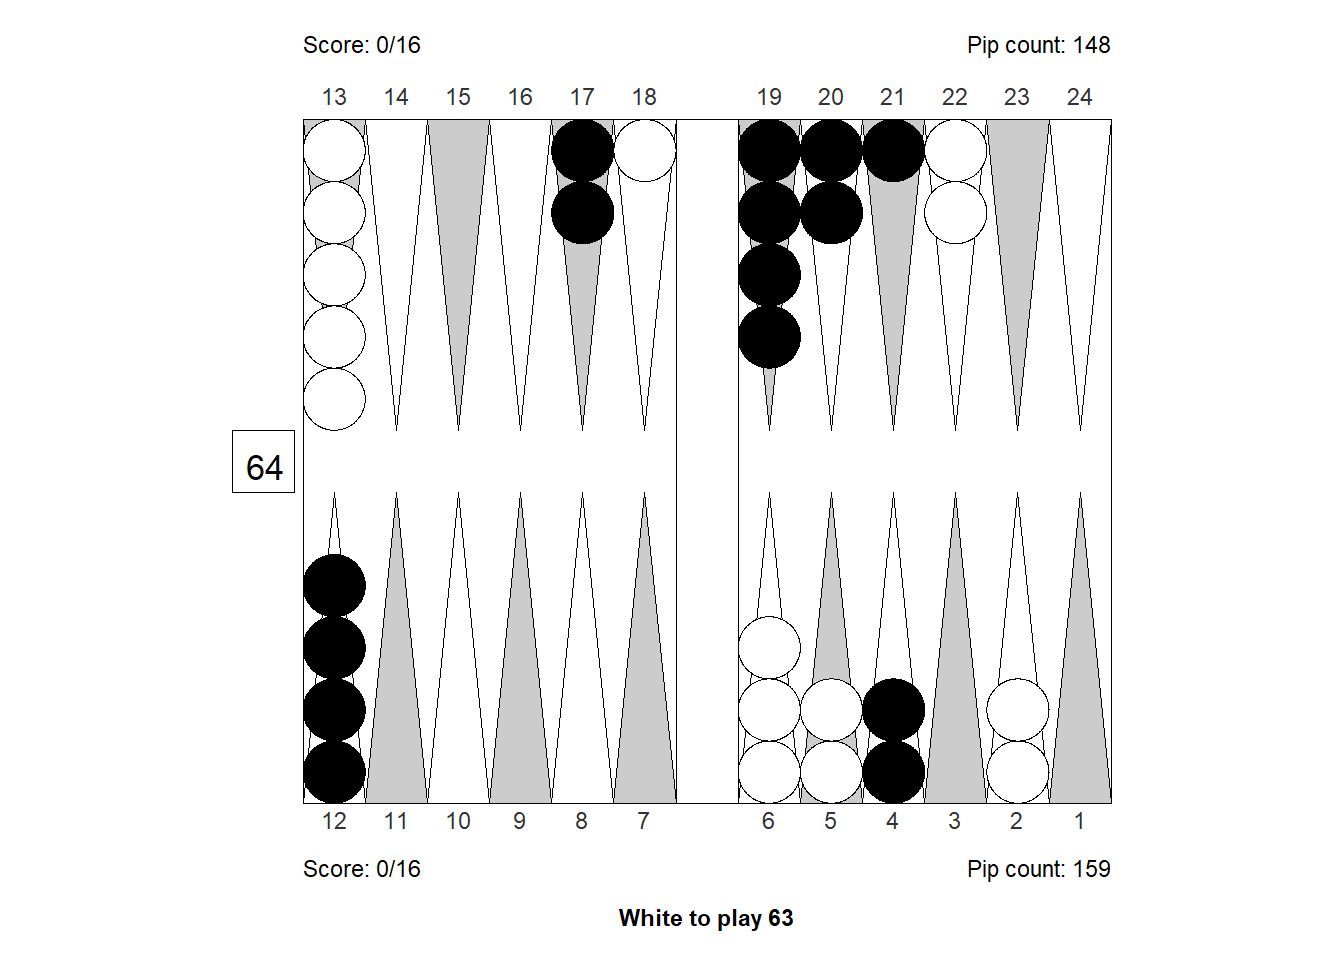 Score: 0/16 Pip count: 148
13 14 15 16 17 18 19 20 21 22 23 24
64
12 11 10 9 8 7 6 5 4 3 2 1
Score: 0/16 Pip count: 159
White to play 63